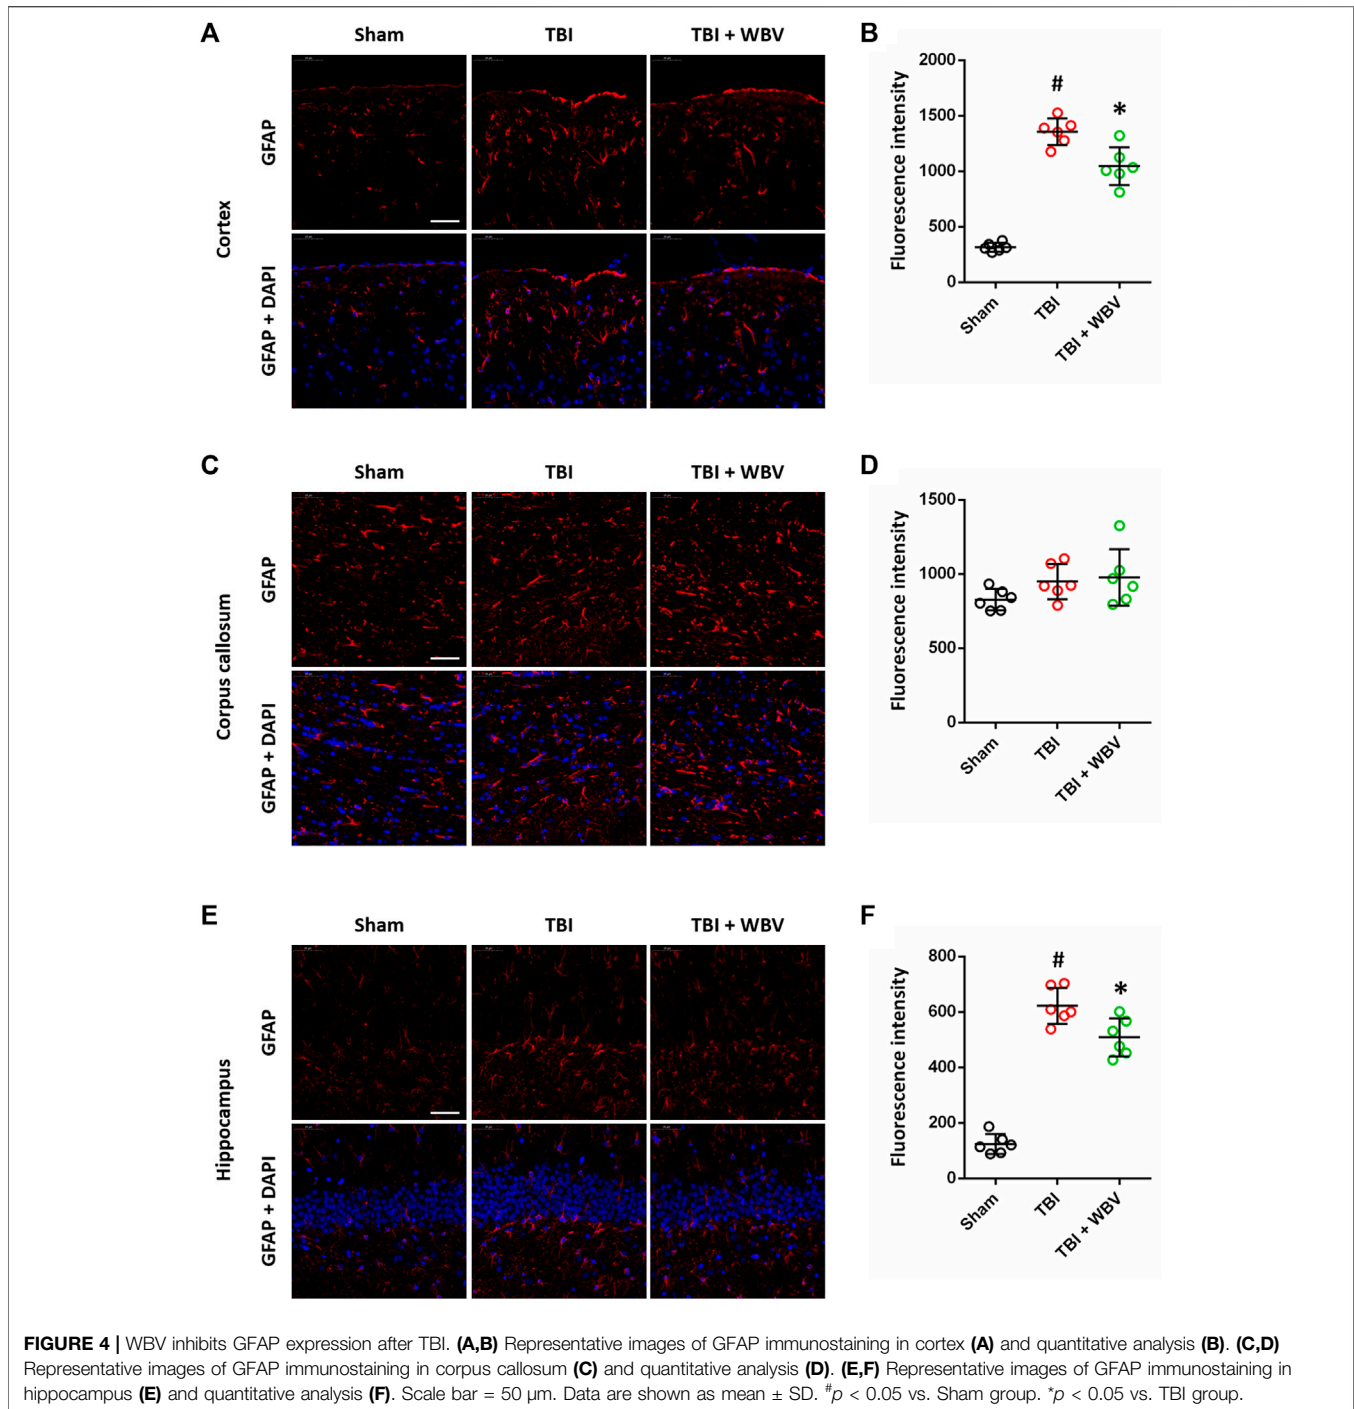 A
Sham
TBI
TBI + WBV
GFAP
GFAP + DAPI
Cortex
B
Fluorescence intensity
2000
1500
1000
500
0
#
*
Sham
TBI
TBI + WBV
C
Sham
TBI
TBI + WBV
GFAP
GFAP + DAPI
Corpus callosum
D
Fluorescence intensity
1500
1000
500
0
Sham
TBI
TBI + WBV
E
Sham
TBI
TBI + WBV
GFAP
GFAP + DAPI
Hippocampus
F
Fluorescence intensity
800
600
400
200
0
#
*
Sham
TBI
TBI + WBV
FIGURE 4 | WBV inhibits GFAP expression after TBI. (A,B) Representative images of GFAP immunostaining in cortex (A) and quantitative analysis (B). (C,D)
Representative images of GFAP immunostaining in corpus callosum (C) and quantitative analysis (D). (E,F) Representative images of GFAP immunostaining in
hippocampus (E) and quantitative analysis (F). Scale bar = 50 μm. Data are shown as mean ± SD. #p < 0.05 vs. Sham group. *p < 0.05 vs. TBI group.